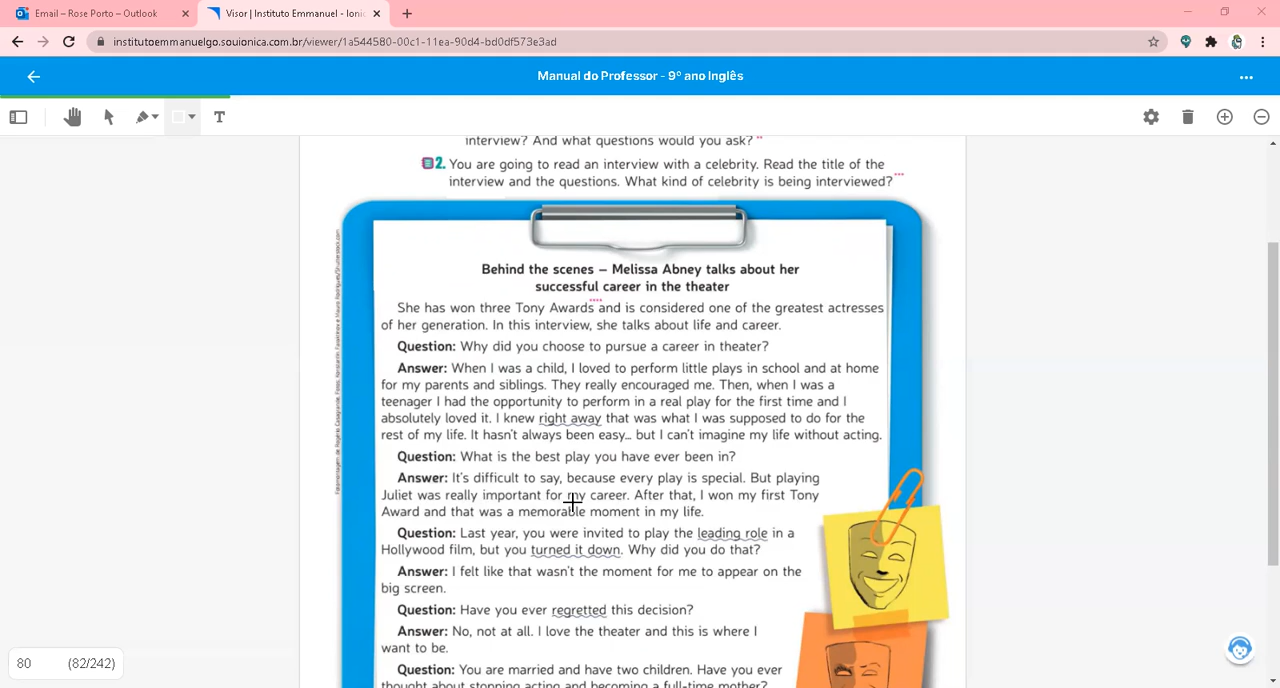 Email – Rose Porto – Outlook
Visor | Instituto Emmanuel - Ioni
institutoemmanuelgo.souionica.com.br/viewer/1a544580-00c1-11ea-90d4-bd0df573e3ad
Manual do Professor - 9º ano Inglês
T
interview? And what questions would you ask? **
2. You are going to read an interview with a celebrity. Read the title of the
interview and the questions. What kind of celebrity is being interviewed? ***
Behind the scenes – Melissa Abney talks about her
successful career in the theater
****
She has won three Tony Awards and is considered one of the greatest actresses
of her generation. In this interview, she talks about life and career.
Question: Why did you choose to pursue a career in theater?
Answer: When I was a child, I loved to perform little plays in school and at home
for my parents and siblings. They really encouraged me. Then, when I was a
teenager I had the opportunity to perform in a real play for the first time and I
absolutely loved it. I knew right away that was what I was supposed to do for the
rest of my life. It hasn't always been easy... but I can't imagine my life without acting.
Question: What is the best play you have ever been in?
Answer: It's difficult to say, because every play is special. But playing
Juliet was really important for my career. After that, I won my first Tony
Award and that was a memorable moment in my life.
Question: Last year, you were invited to play the leading role in a
Hollywood film, but you turned it down. Why did you do that?
Answer: I felt like that wasn't the moment for me to appear on the
big screen.
Question: Have you ever regretted this decision?
Answer: No, not at all. I love the theater and this is where I
want to be.
Question: You are married and have two children. Have you ever
thought about stopping acting and becoming a full-time mother?
80 (82/242)